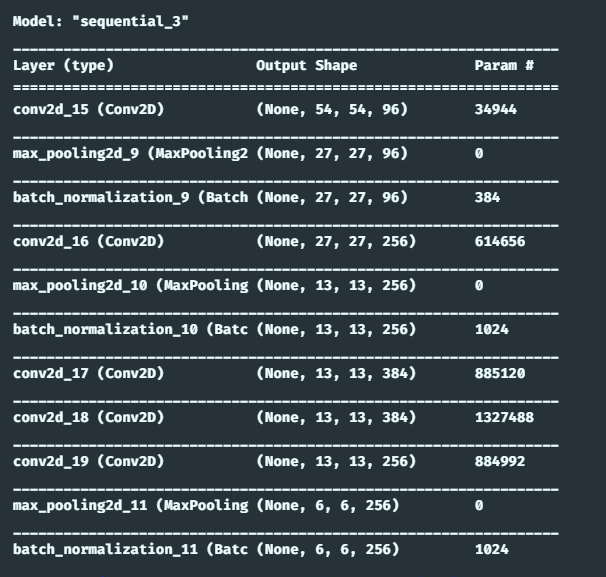 Model: "sequential_3"
_________________________________________________________________
Layer (type)                 Output Shape              Param #
=================================================================
conv2d_15 (Conv2D)           (None, 54, 54, 96)        34944
_________________________________________________________________
max_pooling2d_9 (MaxPooling2 (None, 27, 27, 96)        0
_________________________________________________________________
batch_normalization_9 (Batch (None, 27, 27, 96)        384
_________________________________________________________________
conv2d_16 (Conv2D)           (None, 27, 27, 256)       614656
_________________________________________________________________
max_pooling2d_10 (MaxPooling (None, 13, 13, 256)       0
_________________________________________________________________
batch_normalization_10 (Batc (None, 13, 13, 256)       1024
_________________________________________________________________
conv2d_17 (Conv2D)           (None, 13, 13, 384)       885120
_________________________________________________________________
conv2d_18 (Conv2D)           (None, 13, 13, 384)       1327488
_________________________________________________________________
conv2d_19 (Conv2D)           (None, 13, 13, 256)       884992
_________________________________________________________________
max_pooling2d_11 (MaxPooling (None, 6, 6, 256)         0
_________________________________________________________________
batch_normalization_11 (Batc (None, 6, 6, 256)         1024